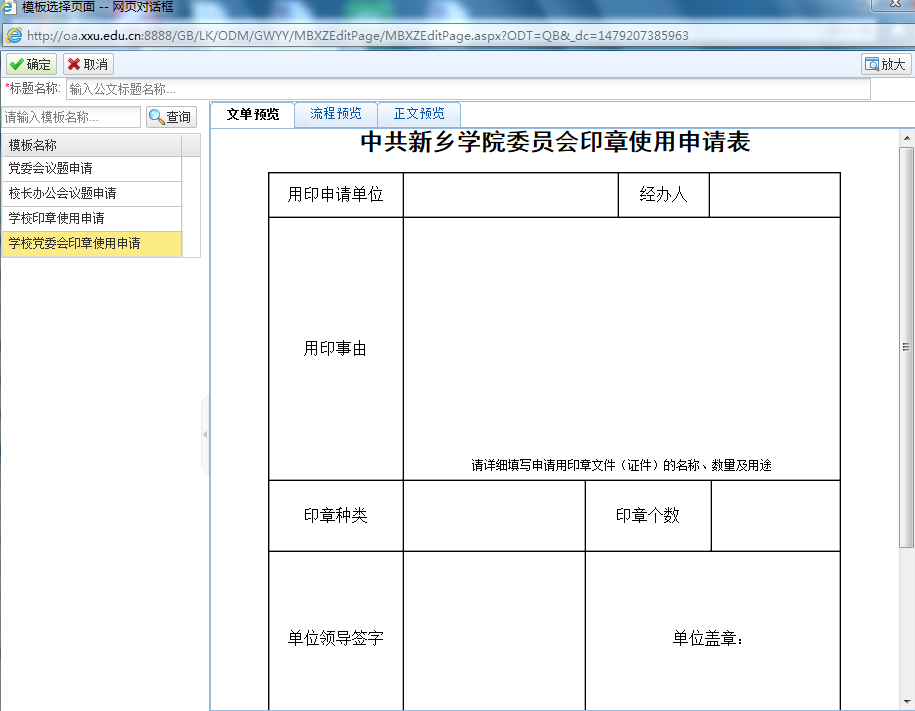 模板选择页面 -- 网页对话框
http://oa.xxu.edu.cn:8888/GB/LK/ODM/GWYY/MBXZEditPage/MBXZEditPage.aspx?ODT=QB&_dc=1479207385963
确定 取消 放大
*标题名称: 输入公文标题名称...
请输入模板名称... 查询
模板名称
党委会议题申请
校长办公会议题申请
学校印章使用申请
学校党委会印章使用申请
文单预览 流程预览 正文预览
中共新乡学院委员会印章使用申请表
用印申请单位 经办人
用印事由
请详细填写申请用印章文件（证件）的名称、数量及用途
印章种类 印章个数
单位领导签字 单位盖章：